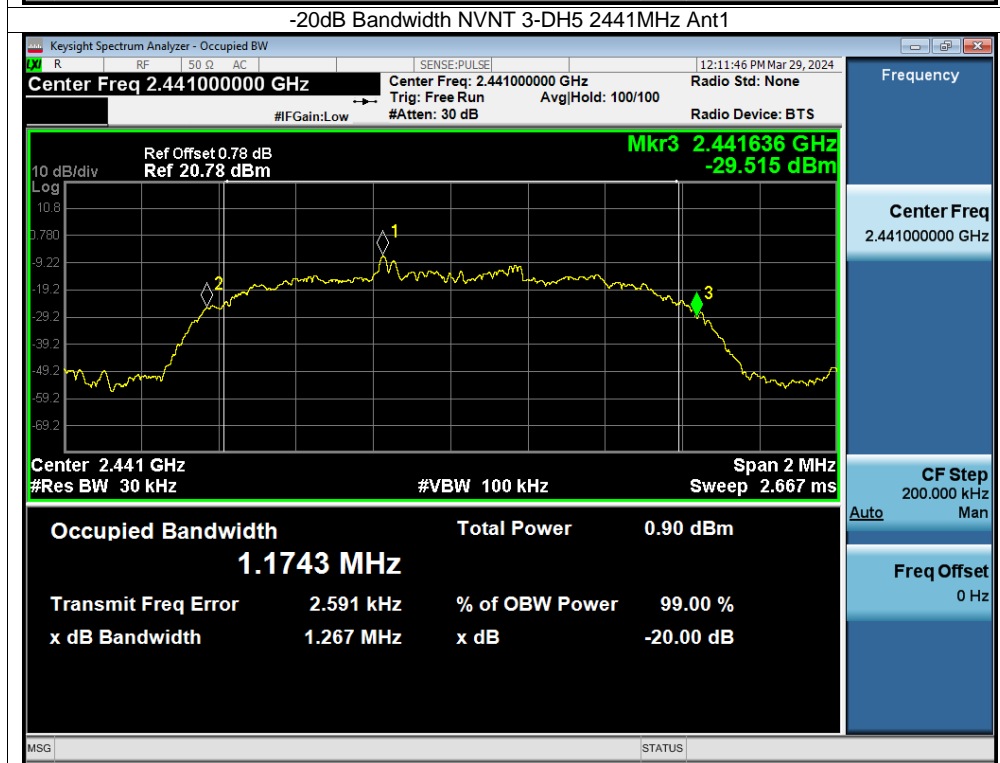 -20dB Bandwidth NVNT 3-DH5 2441MHz Ant1
Keysight Spectrum Analyzer - Occupied BW
LXI R RF 50 Ω AC SENSE:PULSE 12:11:46 PM Mar 29, 2024
Center Freq 2.441000000 GHz Center Freq: 2.441000000 GHz Radio Std: None Frequency
Trig: Free Run Avg|Hold: 100/100
#IFGain:Low #Atten: 30 dB Radio Device: BTS
Mkr3 2.441636 GHz
Ref Offset 0.78 dB
10 dB/div Ref 20.78 dBm -29.515 dBm
Log
10.8
0.780
-9.22
-19.2
-29.2
-39.2
-49.2
-59.2
-69.2
1
2
3
Center Freq
2.441000000 GHz
Center 2.441 GHz Span 2 MHz
#Res BW 30 kHz #VBW 100 kHz Sweep 2.667 ms
CF Step
200.000 kHz
Auto Man
Occupied Bandwidth Total Power 0.90 dBm
1.1743 MHz
Freq Offset
0 Hz
Transmit Freq Error 2.591 kHz % of OBW Power 99.00 %
x dB Bandwidth 1.267 MHz x dB -20.00 dB
MSG STATUS